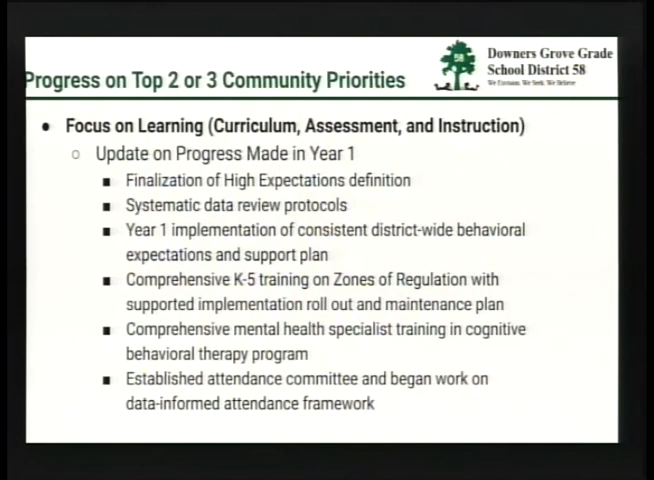 Progress on Top 2 or 3 Community Priorities
58
Downers Grove Grade
School District 58
● Focus on Learning (Curriculum, Assessment, and Instruction)
○ Update on Progress Made in Year 1
■ Finalization of High Expectations definition
■ Systematic data review protocols
■ Year 1 implementation of consistent district-wide behavioral
expectations and support plan
■ Comprehensive K-5 training on Zones of Regulation with
supported implementation roll out and maintenance plan
■ Comprehensive mental health specialist training in cognitive
behavioral therapy program
■ Established attendance committee and began work on
data-informed attendance framework